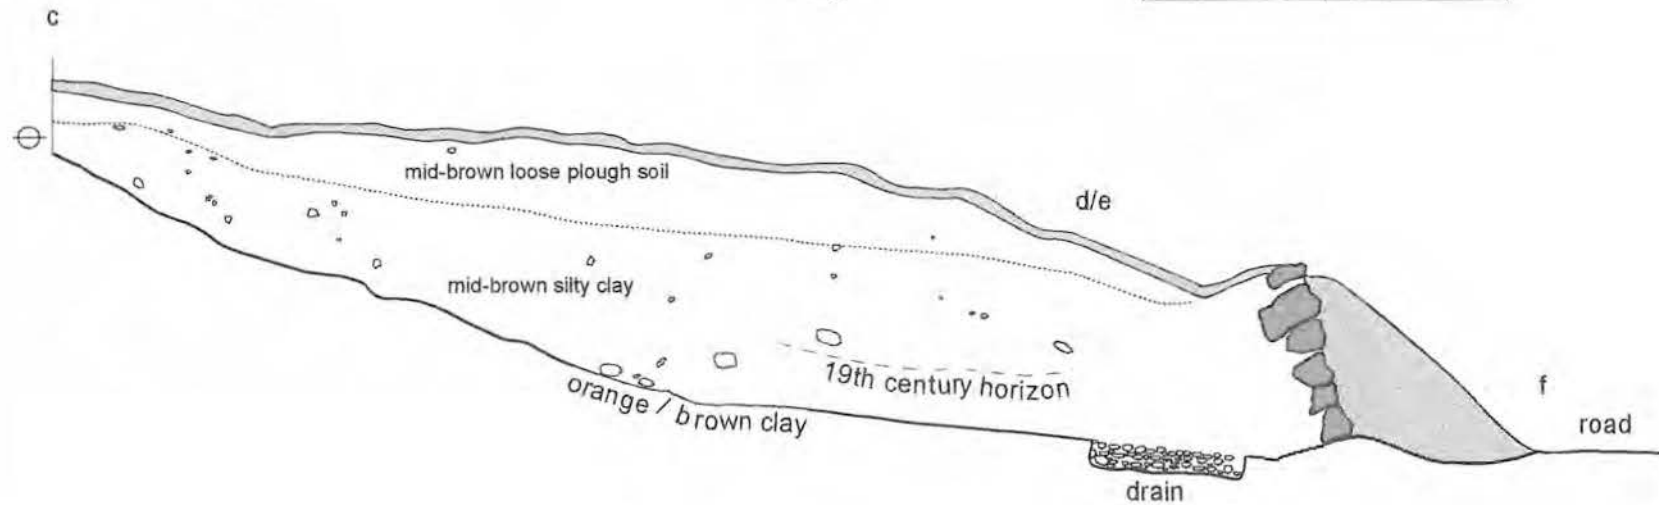 c
mid-brown loose plough soil
d/e
mid-brown silty clay
19th century horizon
orange / brown clay
f
road
drain